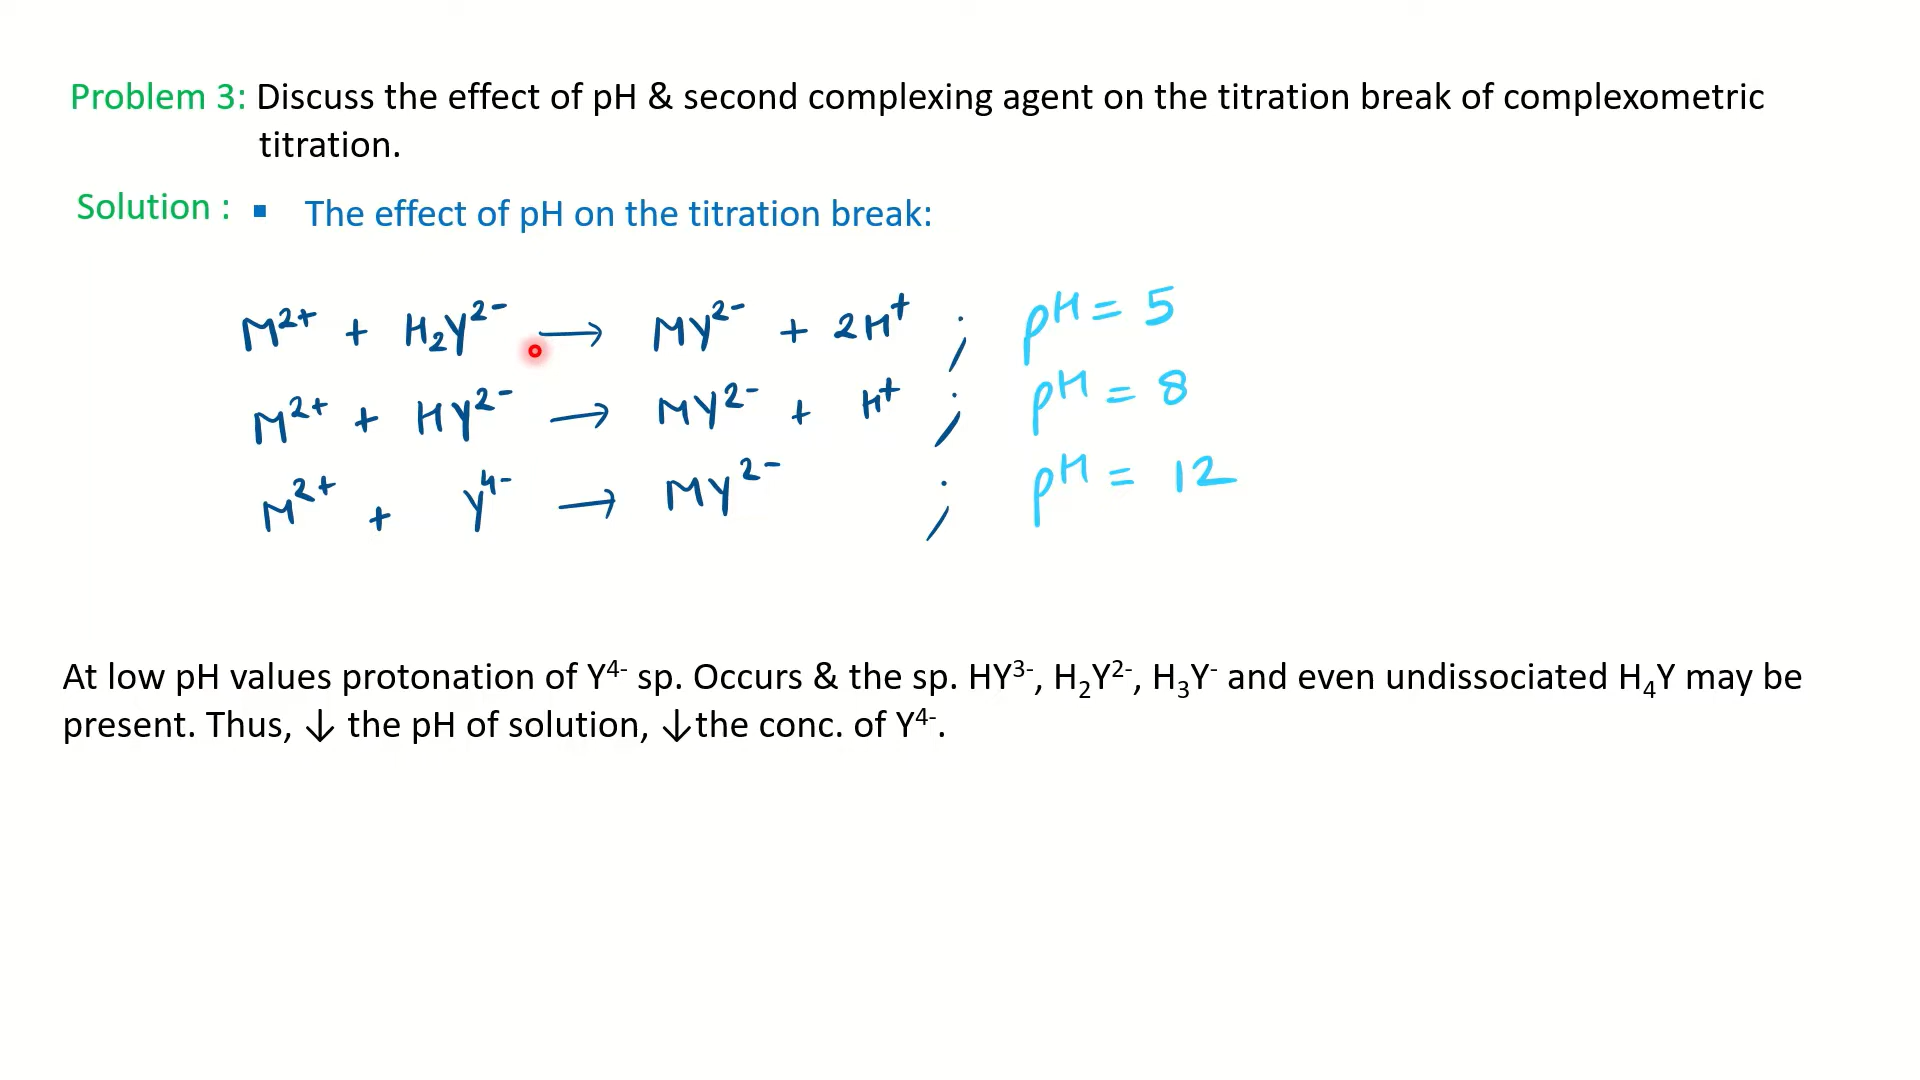 Problem 3: Discuss the effect of pH & second complexing agent on the titration break of complexometric
titration.
Solution : ▪ The effect of pH on the titration break:
M²⁺ + H₂Y²⁻ → MY²⁻ + 2H⁺ ; pH = 5
M²⁺ + HY²⁻ → MY²⁻ + H⁺ ; pH = 8
M²⁺ + Y⁴⁻ → MY²⁻ ; pH = 12
At low pH values protonation of Y⁴⁻ sp. Occurs & the sp. HY³⁻, H₂Y²⁻, H₃Y⁻ and even undissociated H₄Y may be
present. Thus, ↓ the pH of solution, ↓the conc. of Y⁴⁻.